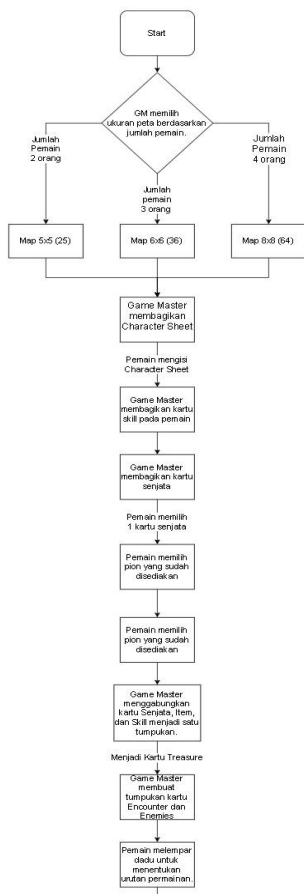 Start
GM memilih
ukuran peta berdasarkan
jumlah pemain.
Jumlah
Pemain
2 orang
Jumlah
pemain
3 orang
Jumlah
Pemain
4 orang
Map 5x5 (25)
Map 6x6 (36)
Map 8x8 (64)
Game Master
membagikan
Character Sheet
Pemain mengisi
Character Sheet
Game Master
membagikan kartu
skill pada pemain
Game Master
membagikan kartu
senjata
Pemain memilih
1 kartu senjata
Pemain memilih
pion yang sudah
disediakan
Pemain memilih
pion yang sudah
disediakan
Game Master
menggabungkan
kartu Senjata, Item,
dan Skill menjadi satu
tumpukan.
Menjadi Kartu Treasure
Game Master
membuat
tumpukan kartu
Encounter dan
Enemies
Pemain melempar
dadu untuk
menentukan
urutan permainan.